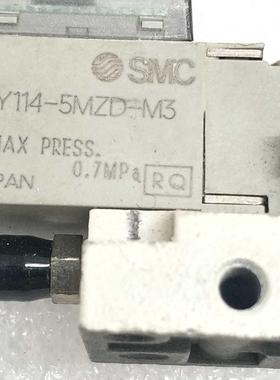 SMC
Y114-5MZD-M3
MAX PRESS.
0.7MPa RQ
PAN